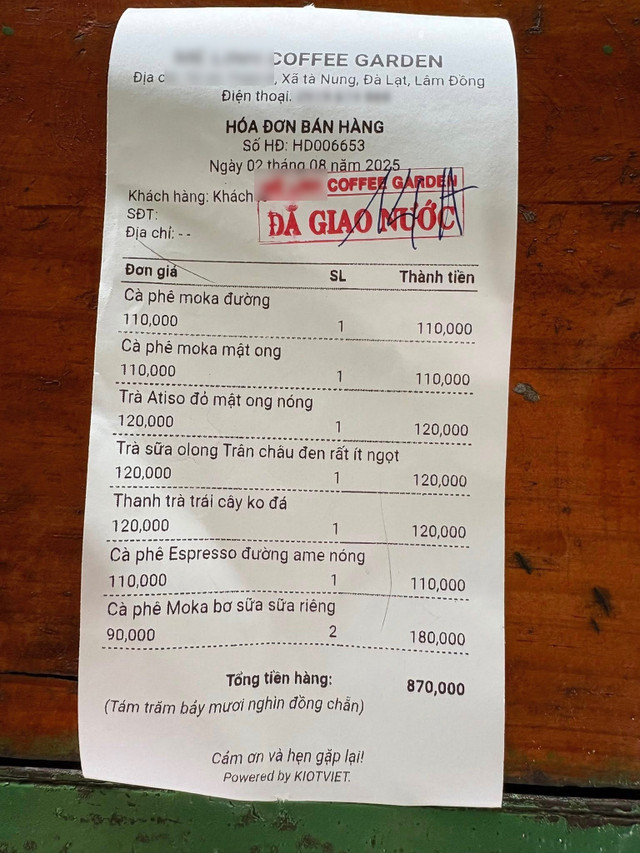 COFFEE GARDEN
Địa c , Xã tà Nung, Đà Lạt, Lâm Đồng
Điện thoại.
HÓA ĐƠN BÁN HÀNG
Số HĐ: HD006653
Ngày 02 tháng 08 năm 2025
COFFEE GARDEN
Khách hàng: Khách
SĐT:
ĐÃ GIAO NƯỚC
Địa chỉ: - -
Đơn giá SL Thành tiền
Cà phê moka đường
110,000 1 110,000
Cà phê moka mật ong
110,000 1 110,000
Trà Atiso đỏ mật ong nóng
120,000 1 120,000
Trà sữa olong Trân châu đen rất ít ngọt
120,000 1 120,000
Thanh trà trái cây ko đá
120,000 1 120,000
Cà phê Espresso đường ame nóng
110,000 1 110,000
Cà phê Moka bơ sữa sữa riêng
90,000 2 180,000
Tổng tiền hàng: 870,000
(Tám trăm bảy mươi nghìn đồng chẵn)
Cảm ơn và hẹn gặp lại!
Powered by KIOTVIET.